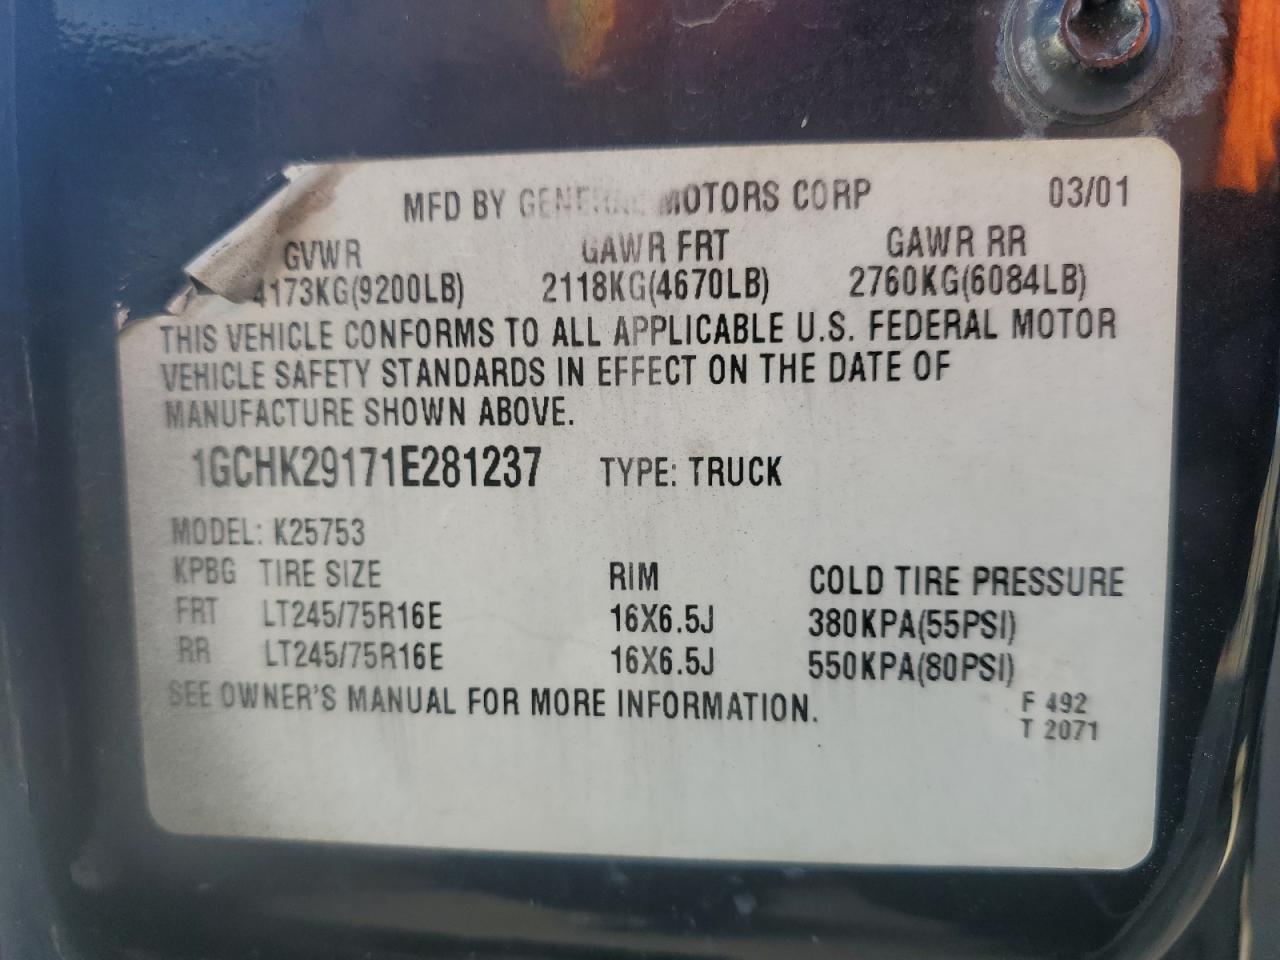 MFD BY GENERAL MOTORS CORP 03/01
GVWR GAWR FRT GAWR RR
4173KG(9200LB) 2118KG(4670LB) 2760KG(6084LB)
THIS VEHICLE CONFORMS TO ALL APPLICABLE U.S. FEDERAL MOTOR
VEHICLE SAFETY STANDARDS IN EFFECT ON THE DATE OF
MANUFACTURE SHOWN ABOVE.
1GCHK29171E281237 TYPE: TRUCK
MODEL: K25753
KPBG TIRE SIZE RIM COLD TIRE PRESSURE
FRT LT245/75R16E 16X6.5J 380KPA(55PSI)
RR LT245/75R16E 16X6.5J 550KPA(80PSI)
SEE OWNER'S MANUAL FOR MORE INFORMATION.
F 492
T 2071